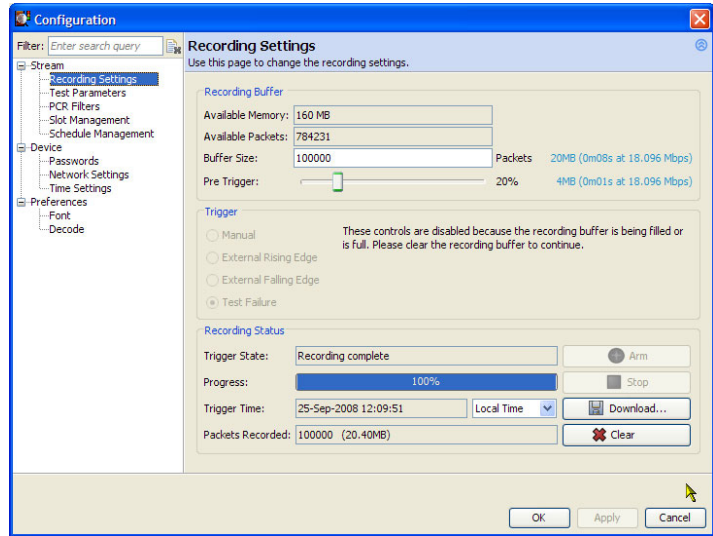 Configuration
Filter: Enter search query
Stream
Recording Settings
Test Parameters
PCR Filters
Slot Management
Schedule Management
Device
Passwords
Network Settings
Time Settings
Preferences
Font
Decode
Recording Settings
Use this page to change the recording settings.
Recording Buffer
Available Memory: 160 MB
Available Packets: 784231
Buffer Size: 100000 Packets 20MB (0m08s at 18.096 Mbps)
Pre Trigger: 20% 4MB (0m01s at 18.096 Mbps)
Trigger
Manual
External Rising Edge
External Falling Edge
Test Failure
These controls are disabled because the recording buffer is being filled or
is full. Please clear the recording buffer to continue.
Recording Status
Trigger State: Recording complete Arm
Progress: 100% Stop
Trigger Time: 25-Sep-2008 12:09:51 Local Time Download...
Packets Recorded: 100000 (20.40MB) Clear
OK Apply Cancel